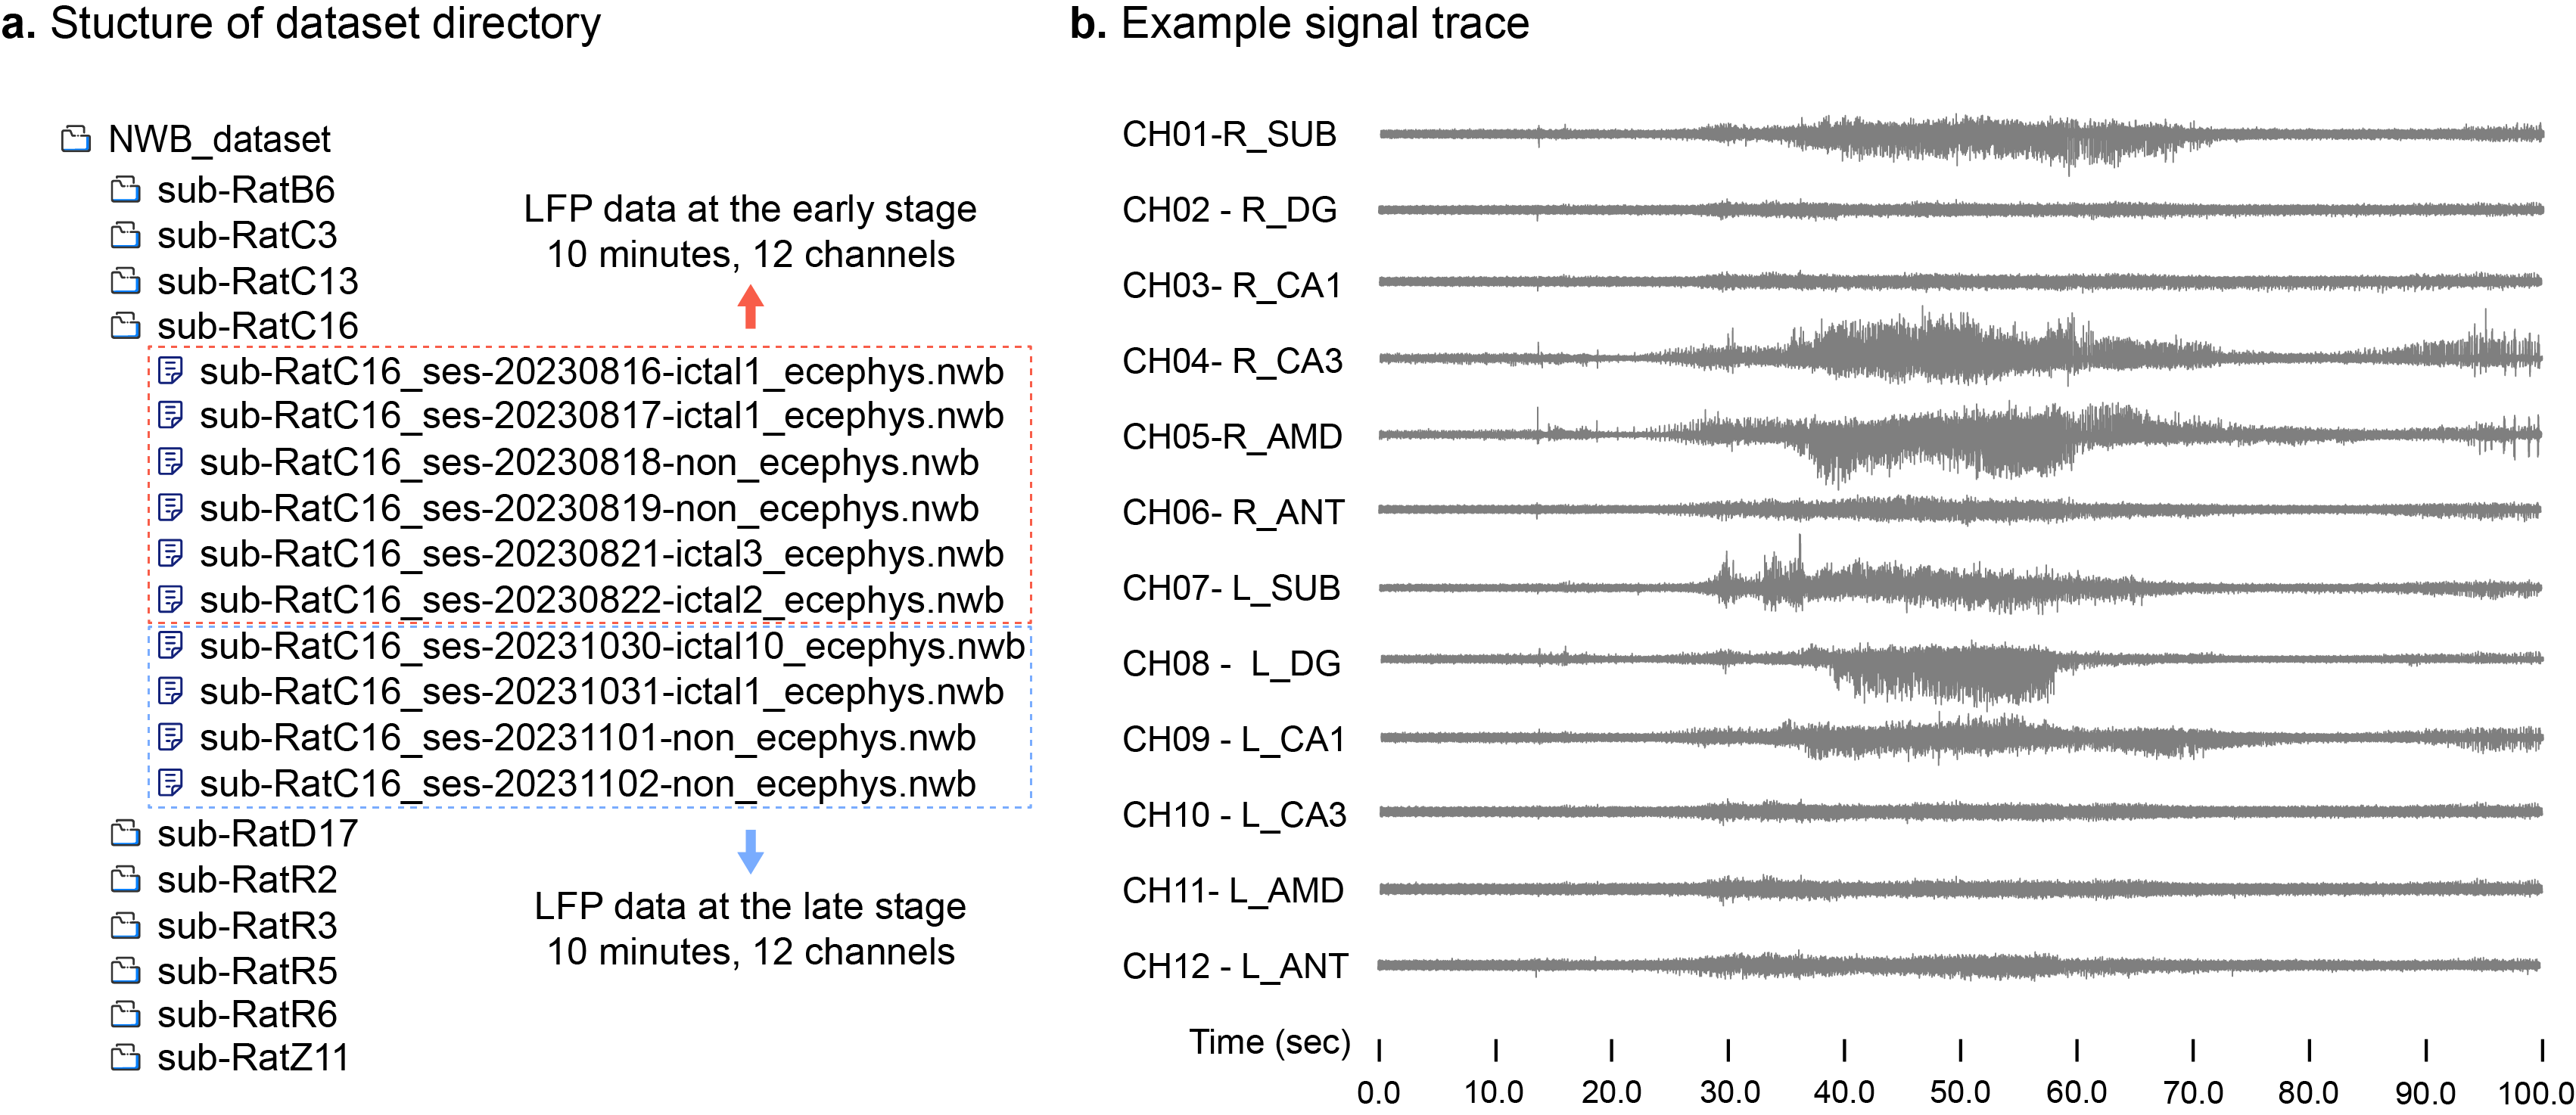 a. Stucture of dataset directory
NWB_dataset
sub-RatB6
sub-RatC3
sub-RatC13
sub-RatC16
LFP data at the early stage
10 minutes, 12 channels
sub-RatC16_ses-20230816-ictal1_ecephys.nwb
sub-RatC16_ses-20230817-ictal1_ecephys.nwb
sub-RatC16_ses-20230818-non_ecephys.nwb
sub-RatC16_ses-20230819-non_ecephys.nwb
sub-RatC16_ses-20230821-ictal3_ecephys.nwb
sub-RatC16_ses-20230822-ictal2_ecephys.nwb
sub-RatC16_ses-20231030-ictal10_ecephys.nwb
sub-RatC16_ses-20231031-ictal1_ecephys.nwb
sub-RatC16_ses-20231101-non_ecephys.nwb
sub-RatC16_ses-20231102-non_ecephys.nwb
sub-RatD17
sub-RatR2
sub-RatR3
sub-RatR5
sub-RatR6
sub-RatZ11
LFP data at the late stage
10 minutes, 12 channels
b. Example signal trace
CH01-R_SUB
CH02 - R_DG
CH03- R_CA1
CH04- R_CA3
CH05-R_AMD
CH06- R_ANT
CH07- L_SUB
CH08 - L_DG
CH09 - L_CA1
CH10 - L_CA3
CH11- L_AMD
CH12 - L_ANT
Time (sec)
0.0 10.0 20.0 30.0 40.0 50.0 60.0 70.0 80.0 90.0 100.0